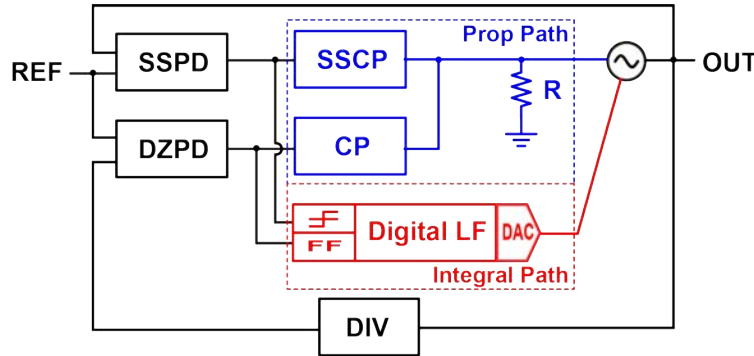 Prop Path
SSPD
SSCP
REF
OUT
R
DZPD
CP
FF
Digital LF
DAC
Integral Path
DIV